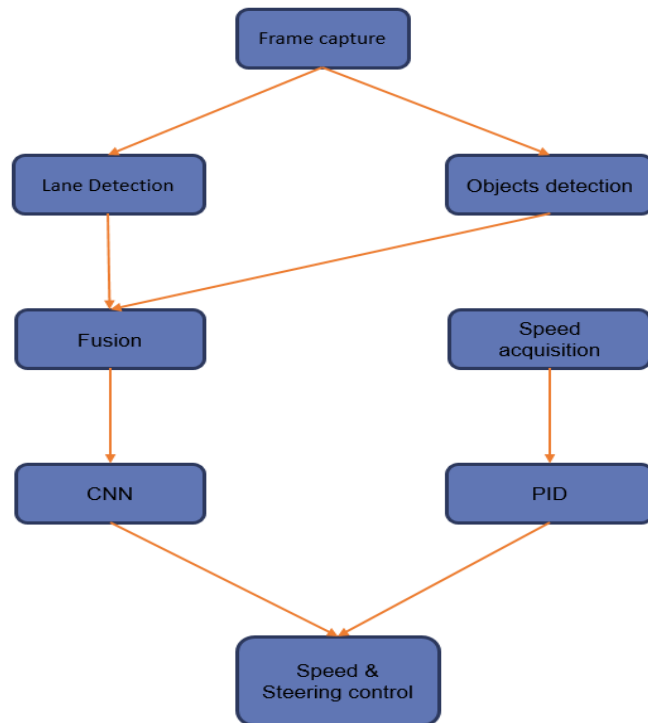 Frame capture
Lane Detection
Objects detection
Fusion
Speed
acquisition
CNN
PID
Speed &
Steering control